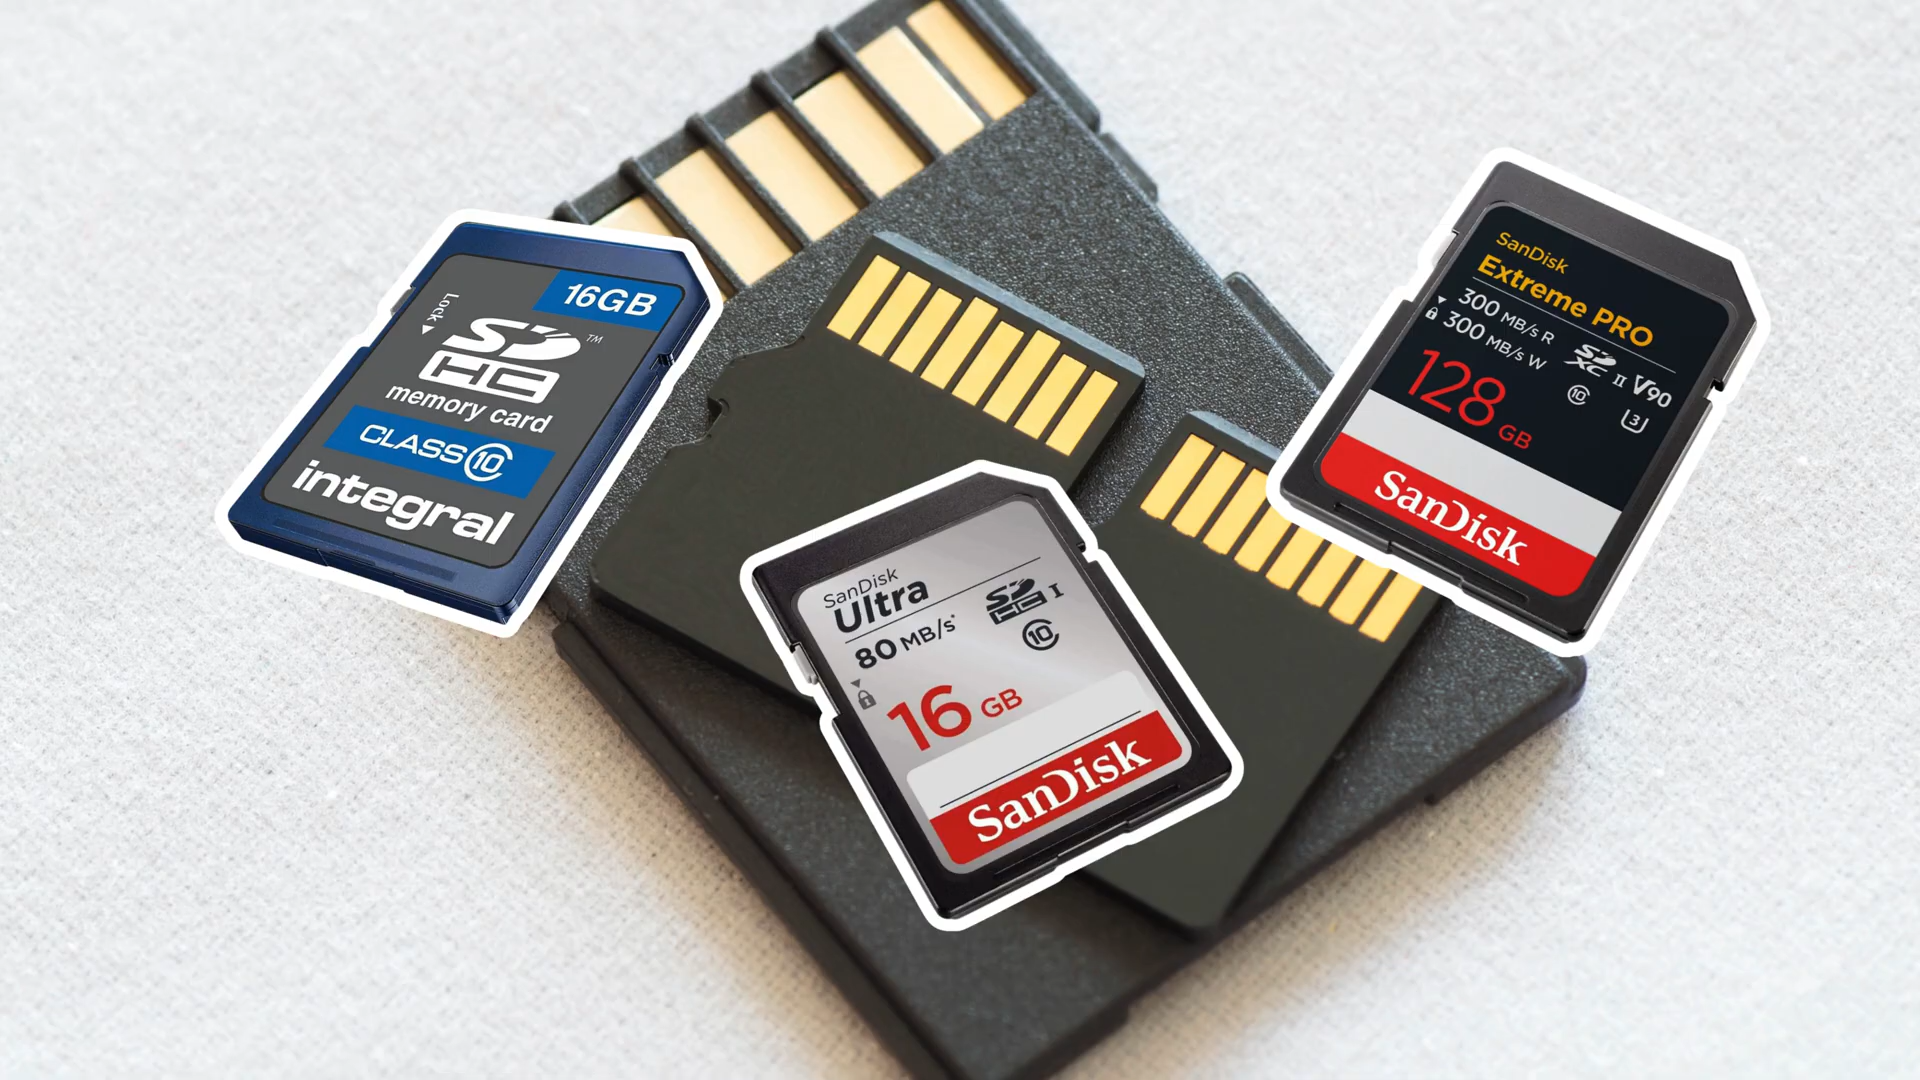 16GB
Lock
SD HC ™
memory card
CLASS 10
integral
SanDisk
Ultra
80 MB/s*
SD HC I
10
16 GB
SanDisk
SanDisk
Extreme PRO
300 MB/s R
300 MB/s W
SD XC II V90
10 3
128 GB
SanDisk